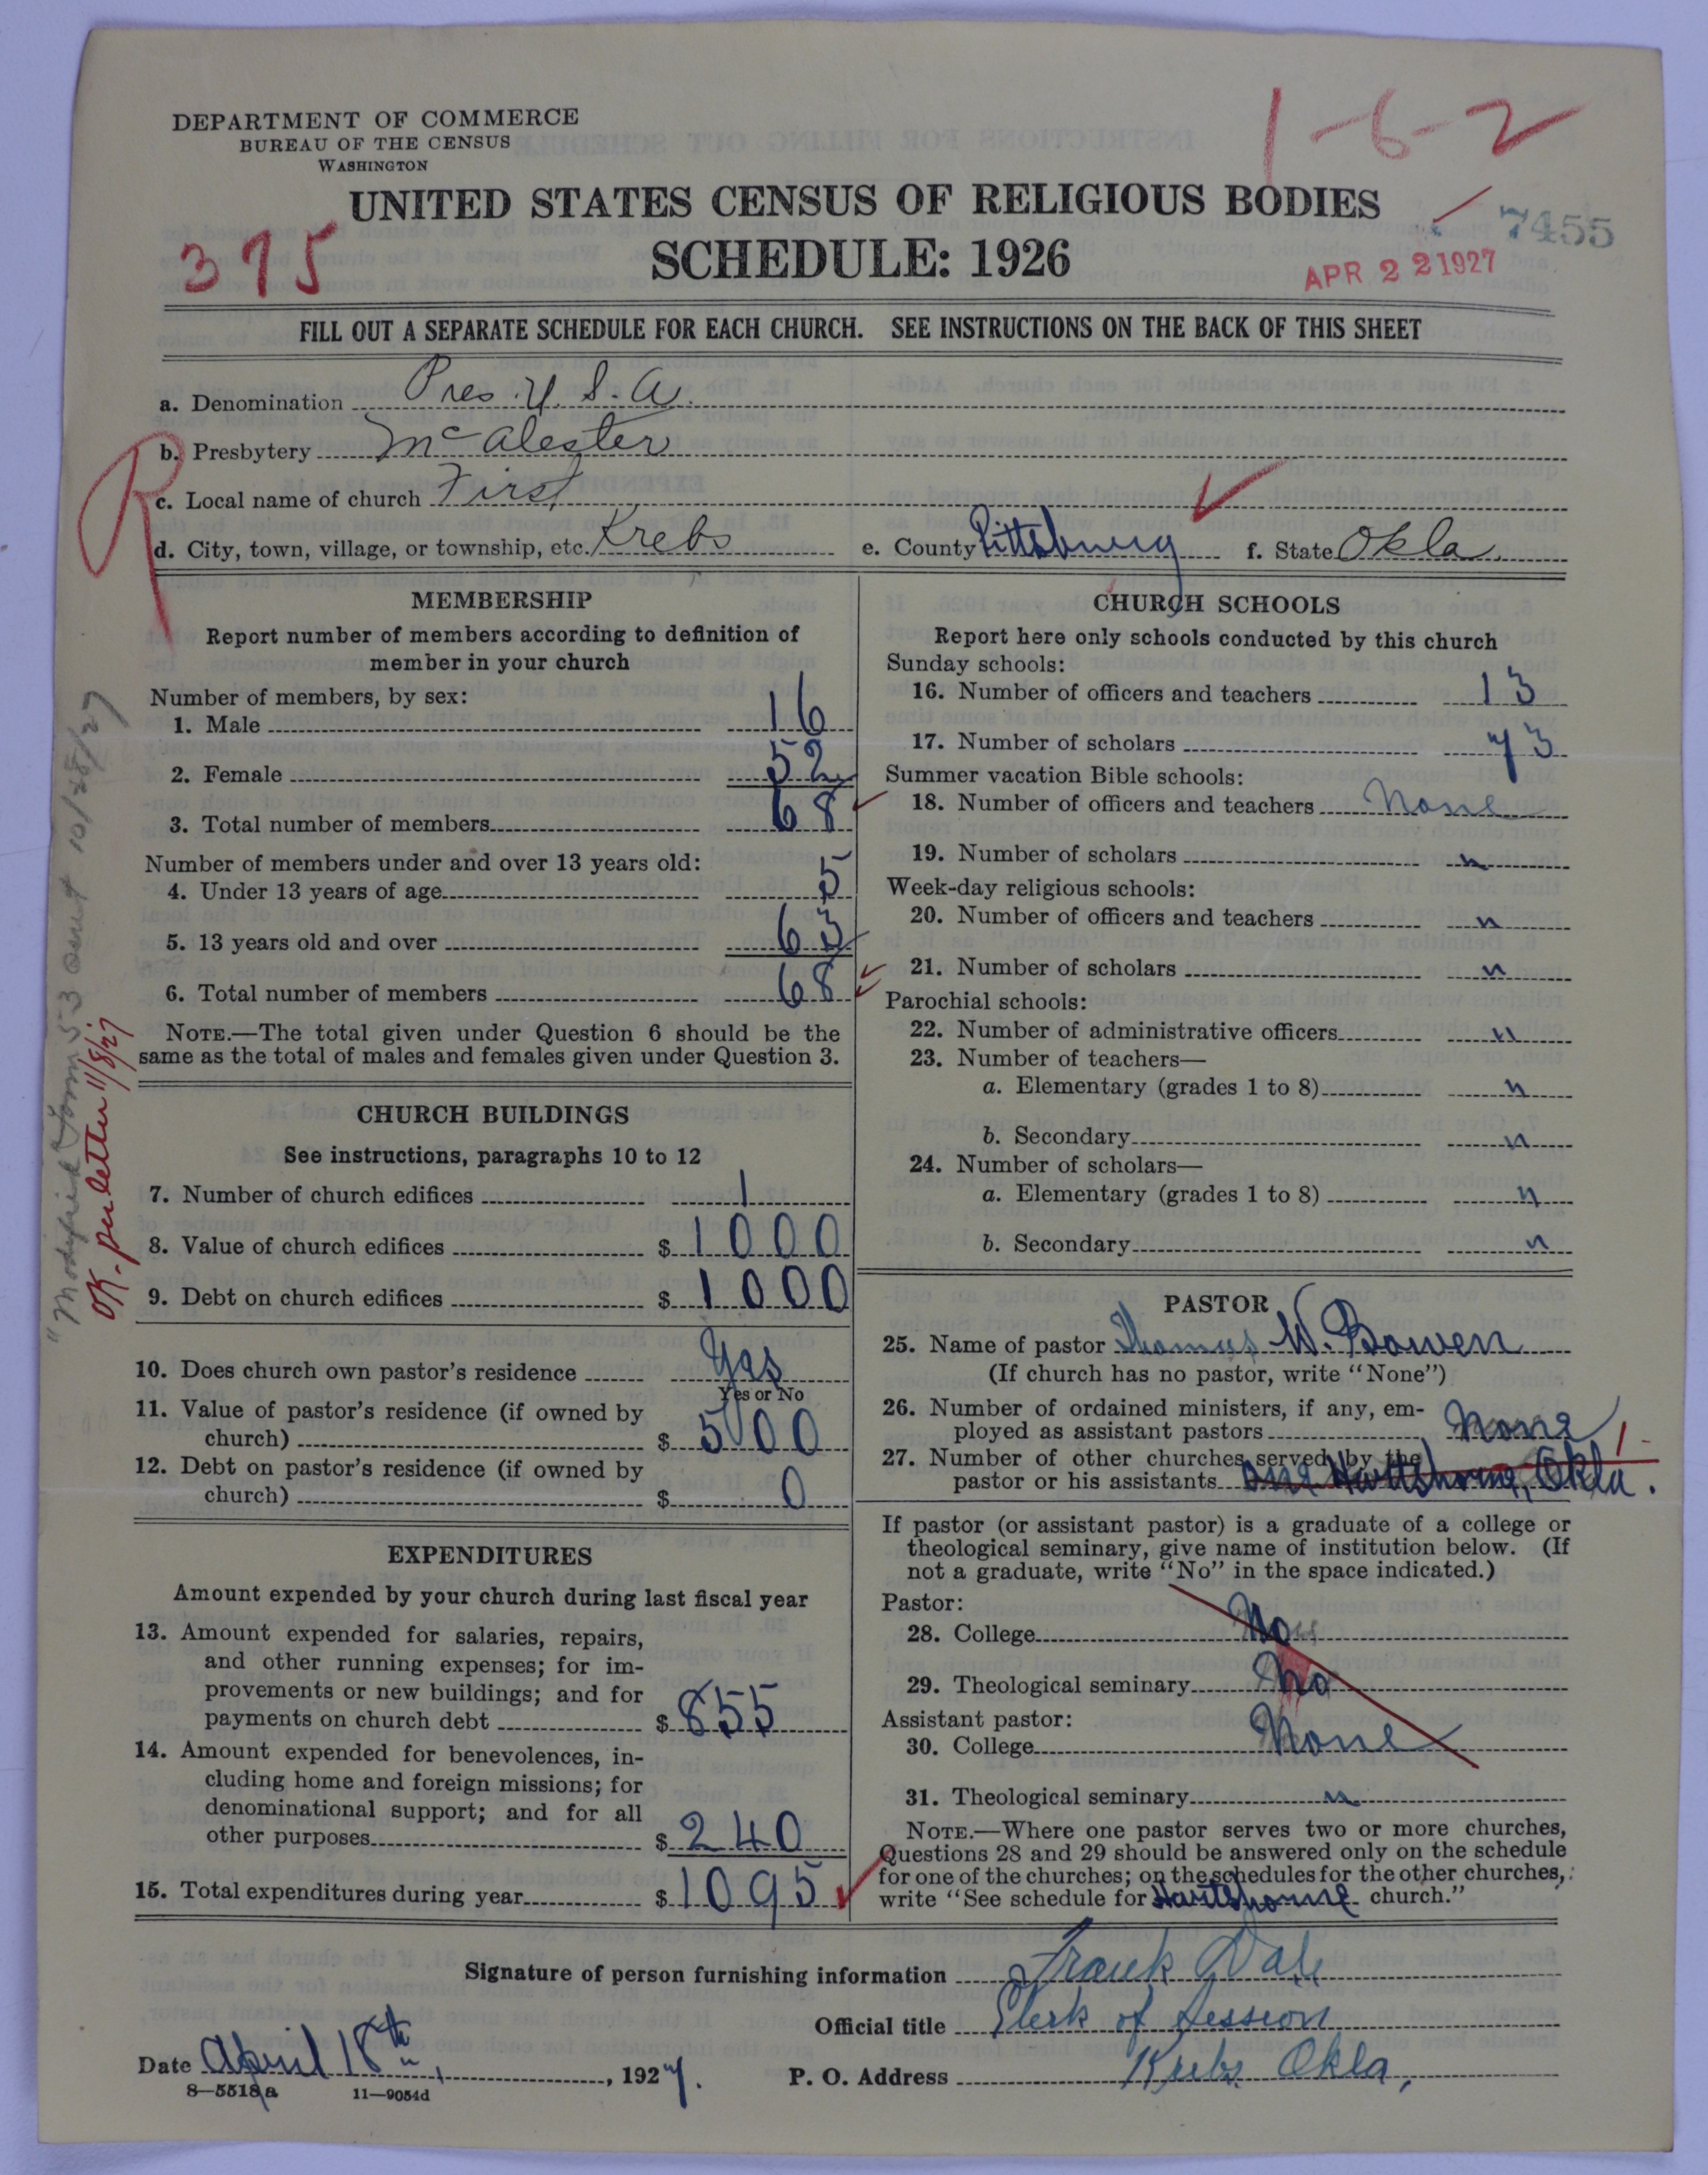 DEPARTMENT OF COMMERCE
BUREAU OF THE CENSUS
WASHINGTON
1-6-2
UNITED STATES CENSUS OF RELIGIOUS BODIES
SCHEDULE: 1926
375
7455
APR 22 1927
FILL OUT A SEPARATE SCHEDULE FOR EACH CHURCH. SEE INSTRUCTIONS ON THE BACK OF THIS SHEET
a. Denomination Pres. U. S. A.
b. Presbytery McAlester
c. Local name of church First
d. City, town, village, or township, etc. Krebs e. County Pittsburg f. State Okla.
R
MEMBERSHIP
Report number of members according to definition of
member in your church
Number of members, by sex:
1. Male 16
2. Female 52
3. Total number of members 68
Number of members under and over 13 years old:
4. Under 13 years of age 5
5. 13 years old and over 63
6. Total number of members 68
NOTE.—The total given under Question 6 should be the
same as the total of males and females given under Question 3.
CHURCH BUILDINGS
See instructions, paragraphs 10 to 12
7. Number of church edifices 1
8. Value of church edifices $ 1000
9. Debt on church edifices $ 1000
10. Does church own pastor's residence Yes
Yes or No
11. Value of pastor's residence (if owned by
church) $ 500
12. Debt on pastor's residence (if owned by
church) $ 0
EXPENDITURES
Amount expended by your church during last fiscal year
13. Amount expended for salaries, repairs,
and other running expenses; for im-
provements or new buildings; and for
payments on church debt $ 855
14. Amount expended for benevolences, in-
cluding home and foreign missions; for
denominational support; and for all
other purposes $ 240
15. Total expenditures during year $ 1095
CHURCH SCHOOLS
Report here only schools conducted by this church
Sunday schools:
16. Number of officers and teachers 13
17. Number of scholars 73
Summer vacation Bible schools:
18. Number of officers and teachers None
19. Number of scholars "
Week-day religious schools:
20. Number of officers and teachers "
21. Number of scholars "
Parochial schools:
22. Number of administrative officers "
23. Number of teachers—
a. Elementary (grades 1 to 8) "
b. Secondary "
24. Number of scholars—
a. Elementary (grades 1 to 8) "
b. Secondary "
PASTOR
25. Name of pastor Thomas W. Bowen
(If church has no pastor, write "None")
26. Number of ordained ministers, if any, em-
ployed as assistant pastors None
27. Number of other churches served by the 1
pastor or his assistants one Hartshorne, Okla.
If pastor (or assistant pastor) is a graduate of a college or
theological seminary, give name of institution below. (If
not a graduate, write "No" in the space indicated.)
Pastor:
28. College No
29. Theological seminary No
Assistant pastor:
30. College None
31. Theological seminary "
NOTE.—Where one pastor serves two or more churches,
Questions 28 and 29 should be answered only on the schedule
for one of the churches; on the schedules for the other churches,
write "See schedule for Hartshorne church."
Signature of person furnishing information Frank Dale
Official title Clerk of Session
Date April 18th, 1927.
P. O. Address Krebs Okla,
8—5518a 11—9054d
"Modified Form 53 sent 10/28/27
OK. per letter 11/8/27